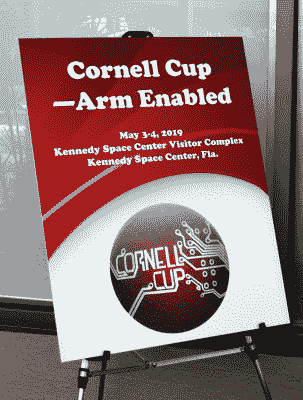 Cornell Cup
—Arm Enabled
May 3-4, 2019
Kennedy Space Center Visitor Complex
Kennedy Space Center, Fla.
CORNELL
CUP